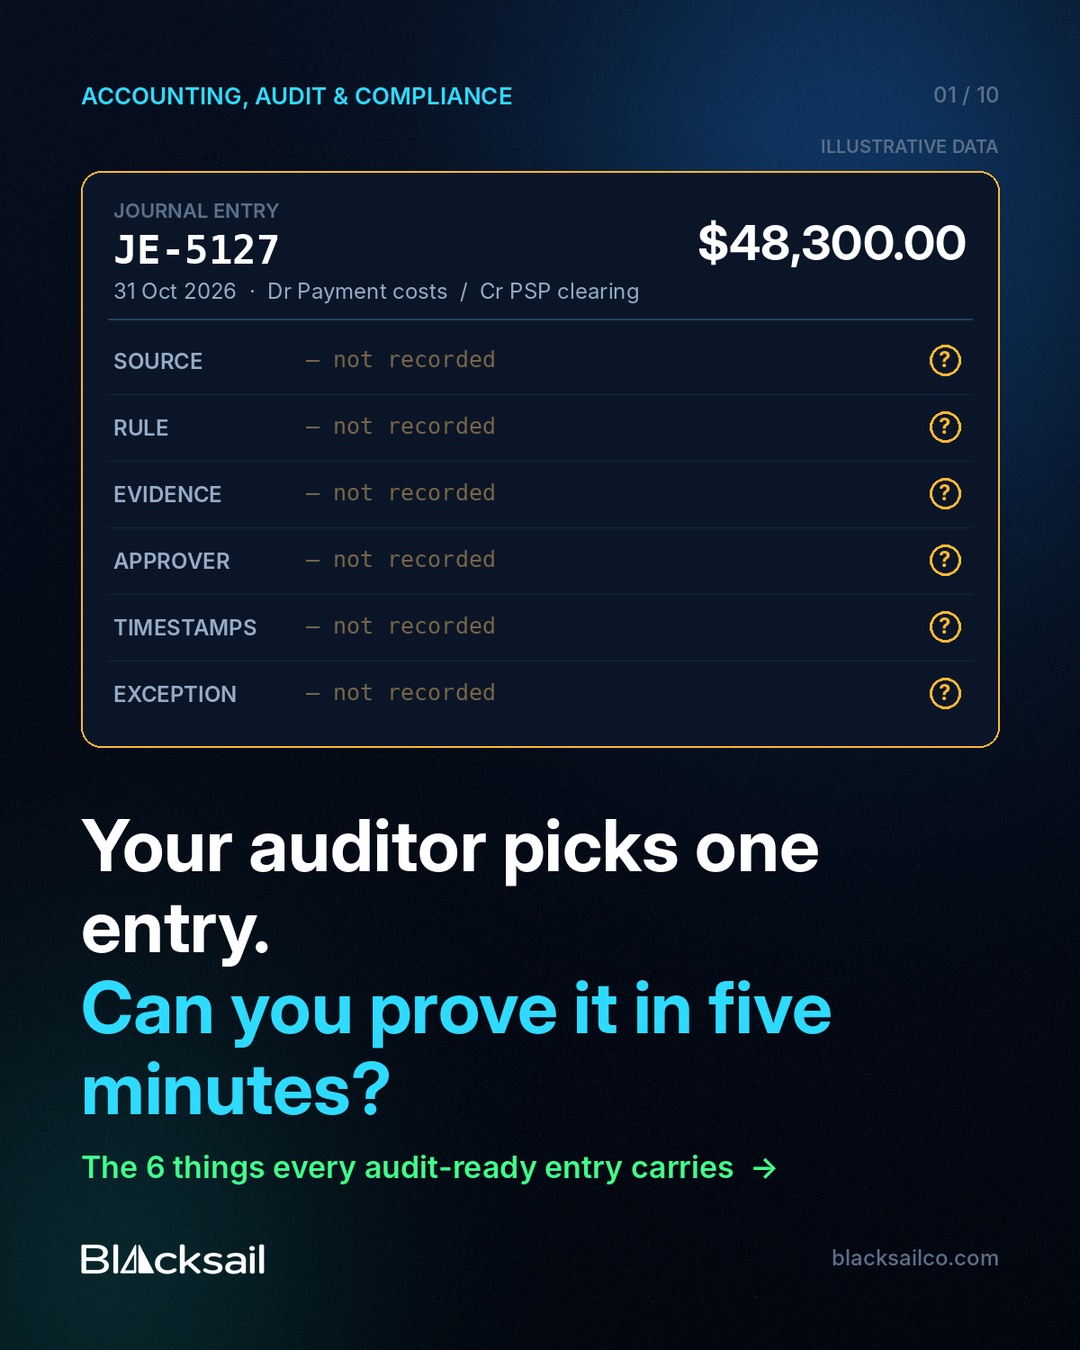 ACCOUNTING, AUDIT & COMPLIANCE
01 / 10
ILLUSTRATIVE DATA
JOURNAL ENTRY
JE-5127
$48,300.00
31 Oct 2026 · Dr Payment costs / Cr PSP clearing
SOURCE — not recorded ?
RULE — not recorded ?
EVIDENCE — not recorded ?
APPROVER — not recorded ?
TIMESTAMPS — not recorded ?
EXCEPTION — not recorded ?
Your auditor picks one
entry.
Can you prove it in five
minutes?
The 6 things every audit-ready entry carries →
Blacksail
blacksailco.com